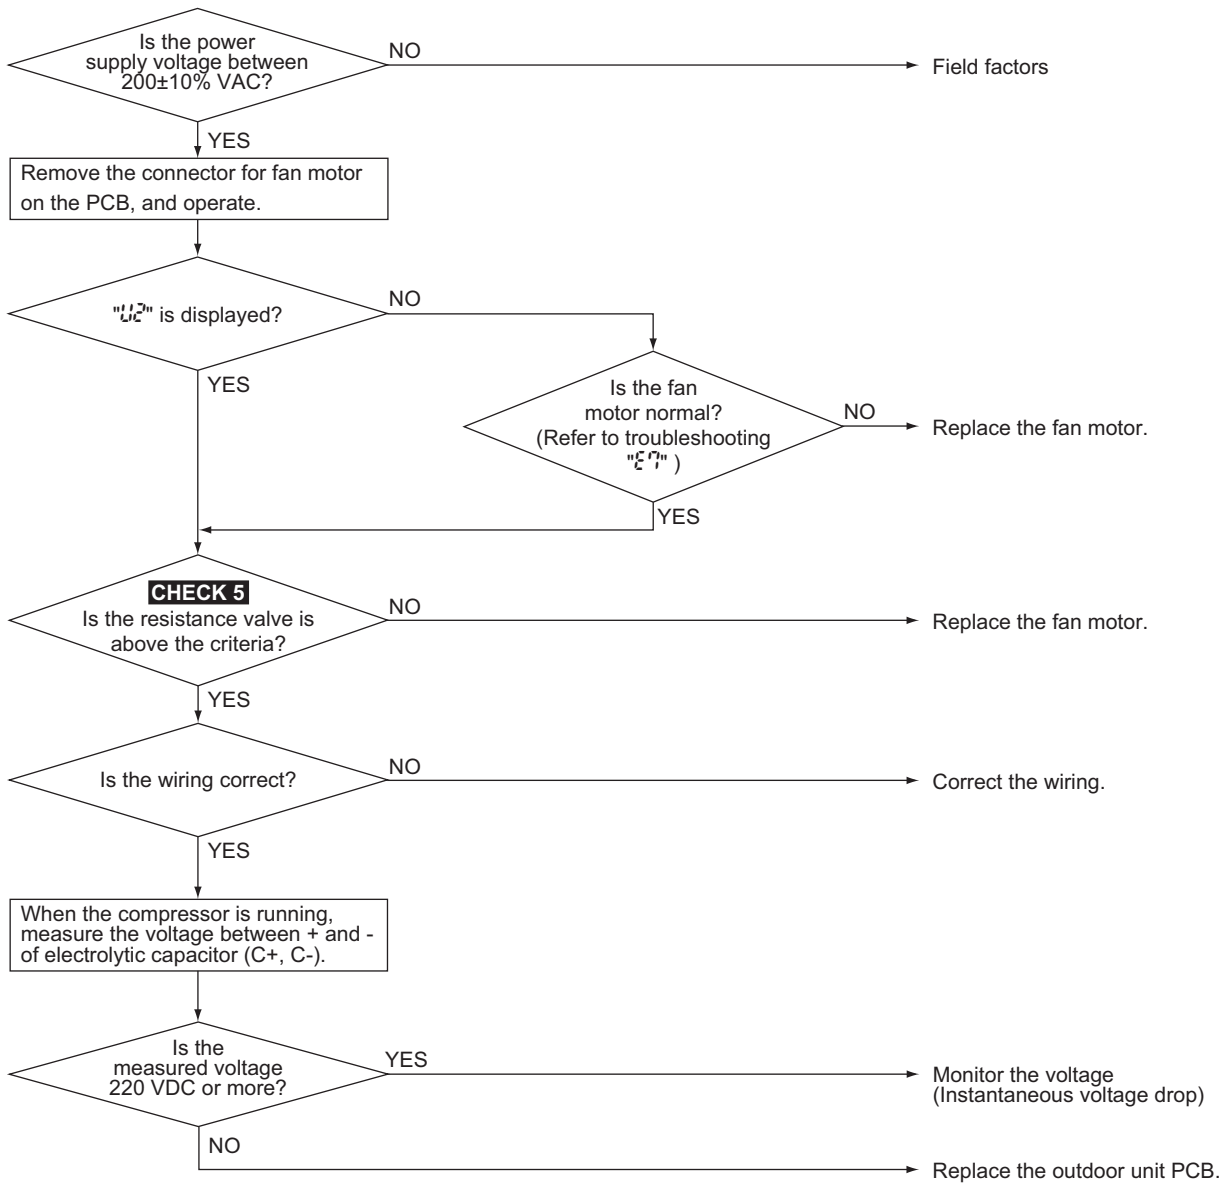 Is the power
supply voltage between
200±10% VAC?
NO
Field factors
YES
Remove the connector for fan motor
on the PCB, and operate.
"U2" is displayed?
NO
YES
Is the fan
motor normal?
(Refer to troubleshooting
"E7" )
NO
Replace the fan motor.
YES
CHECK 5
Is the resistance valve is
above the criteria?
NO
Replace the fan motor.
YES
Is the wiring correct?
NO
Correct the wiring.
YES
When the compressor is running,
measure the voltage between + and -
of electrolytic capacitor (C+, C-).
Is the
measured voltage
220 VDC or more?
YES
Monitor the voltage
(Instantaneous voltage drop)
NO
Replace the outdoor unit PCB.